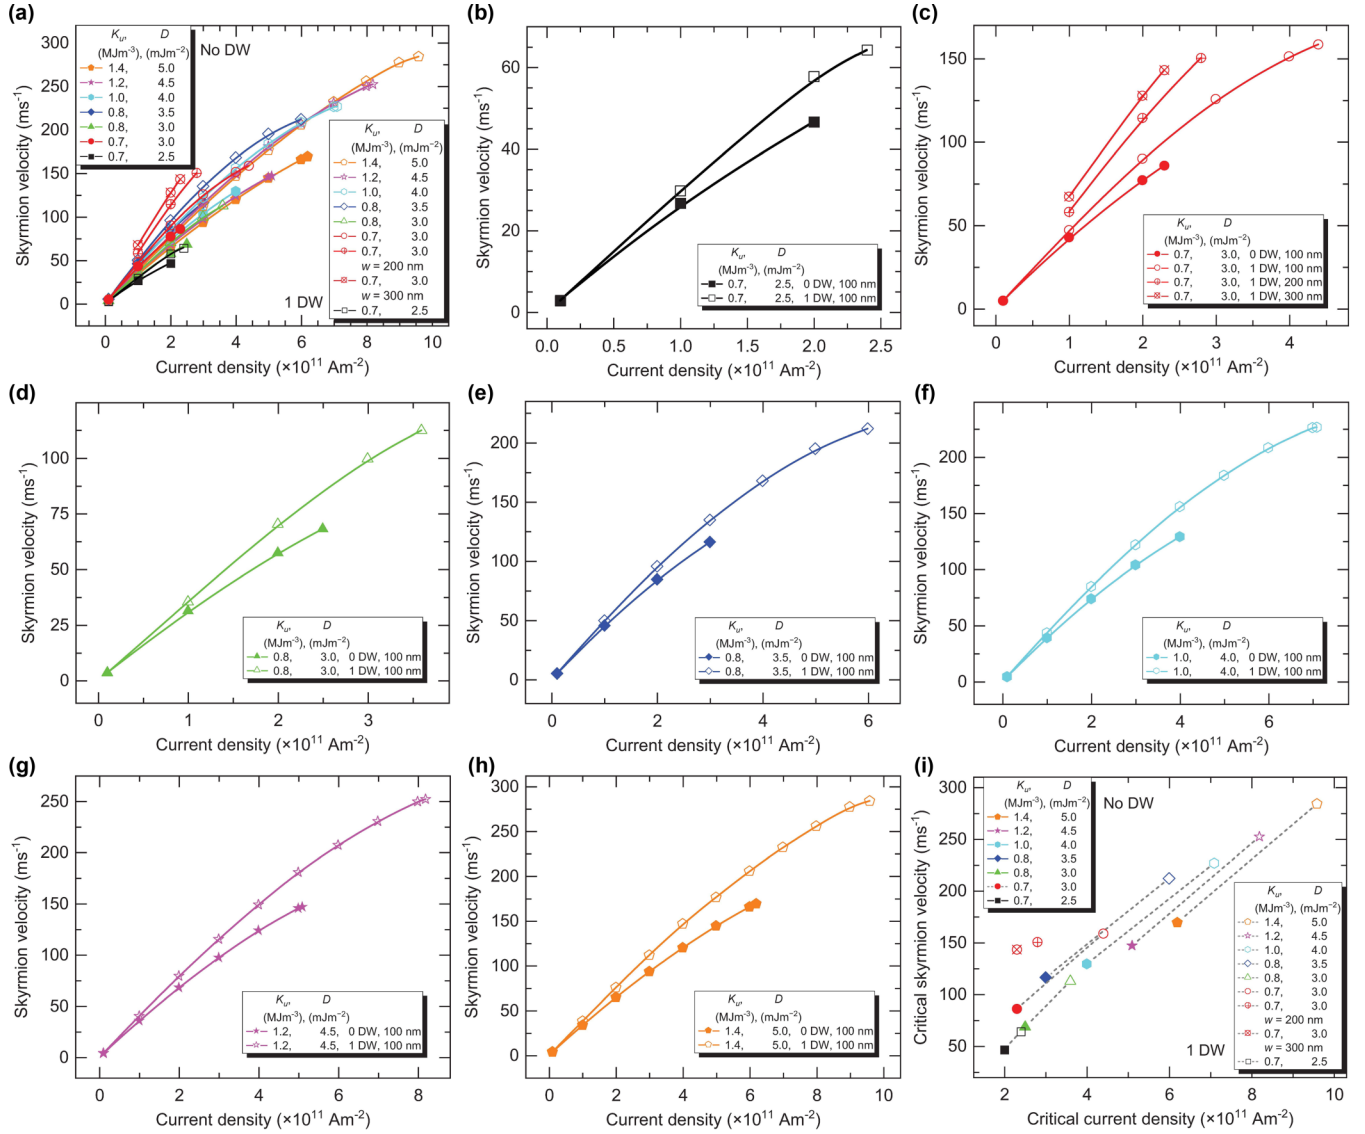 (a)
Skyrmion velocity (ms-1)
300
250
200
150
100
50
0
0 2 4 6 8 10
Current density (×10^11 Am-2)
No DW
Ku, D
(MJm-3), (mJm-2)
1.4, 5.0
1.2, 4.5
1.0, 4.0
0.8, 3.5
0.8, 3.0
0.7, 3.0
0.7, 2.5
1 DW
Ku, D
(MJm-3), (mJm-2)
1.4, 5.0
1.2, 4.5
1.0, 4.0
0.8, 3.5
0.8, 3.0
0.7, 3.0
0.7, 3.0
w = 200 nm
0.7, 3.0
w = 300 nm
0.7, 2.5
(b)
Skyrmion velocity (ms-1)
60
40
20
0
0.0 0.5 1.0 1.5 2.0 2.5
Current density (×10^11 Am-2)
Ku, D
(MJm-3), (mJm-2)
0.7, 2.5, 0 DW, 100 nm
0.7, 2.5, 1 DW, 100 nm
(c)
Skyrmion velocity (ms-1)
150
100
50
0
0 1 2 3 4
Current density (×10^11 Am-2)
Ku, D
(MJm-3), (mJm-2)
0.7, 3.0, 0 DW, 100 nm
0.7, 3.0, 1 DW, 100 nm
0.7, 3.0, 1 DW, 200 nm
0.7, 3.0, 1 DW, 300 nm
(d)
Skyrmion velocity (ms-1)
100
75
50
25
0
0 1 2 3
Current density (×10^11 Am-2)
Ku, D
(MJm-3), (mJm-2)
0.8, 3.0, 0 DW, 100 nm
0.8, 3.0, 1 DW, 100 nm
(e)
Skyrmion velocity (ms-1)
200
150
100
50
0
0 2 4 6
Current density (×10^11 Am-2)
Ku, D
(MJm-3), (mJm-2)
0.8, 3.5, 0 DW, 100 nm
0.8, 3.5, 1 DW, 100 nm
(f)
Skyrmion velocity (ms-1)
200
150
100
50
0
0 2 4 6
Current density (×10^11 Am-2)
Ku, D
(MJm-3), (mJm-2)
1.0, 4.0, 0 DW, 100 nm
1.0, 4.0, 1 DW, 100 nm
(g)
Skyrmion velocity (ms-1)
250
200
150
100
50
0
0 2 4 6 8
Current density (×10^11 Am-2)
Ku, D
(MJm-3), (mJm-2)
1.2, 4.5, 0 DW, 100 nm
1.2, 4.5, 1 DW, 100 nm
(h)
Skyrmion velocity (ms-1)
300
250
200
150
100
50
0
0 2 4 6 8 10
Current density (×10^11 Am-2)
Ku, D
(MJm-3), (mJm-2)
1.4, 5.0, 0 DW, 100 nm
1.4, 5.0, 1 DW, 100 nm
(i)
Critical skyrmion velocity (ms-1)
300
250
200
150
100
50
2 4 6 8 10
Critical current density (×10^11 Am-2)
No DW
Ku, D
(MJm-3), (mJm-2)
1.4, 5.0
1.2, 4.5
1.0, 4.0
0.8, 3.5
0.8, 3.0
0.7, 3.0
0.7, 2.5
1 DW
Ku, D
(MJm-3), (mJm-2)
1.4, 5.0
1.2, 4.5
1.0, 4.0
0.8, 3.5
0.8, 3.0
0.7, 3.0
0.7, 3.0
w = 200 nm
0.7, 3.0
w = 300 nm
0.7, 2.5